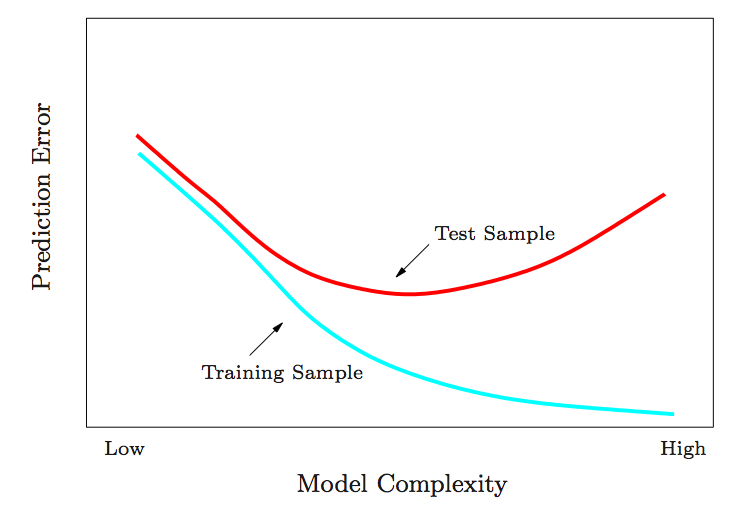 Prediction Error
Test Sample
Training Sample
Low
High
Model Complexity